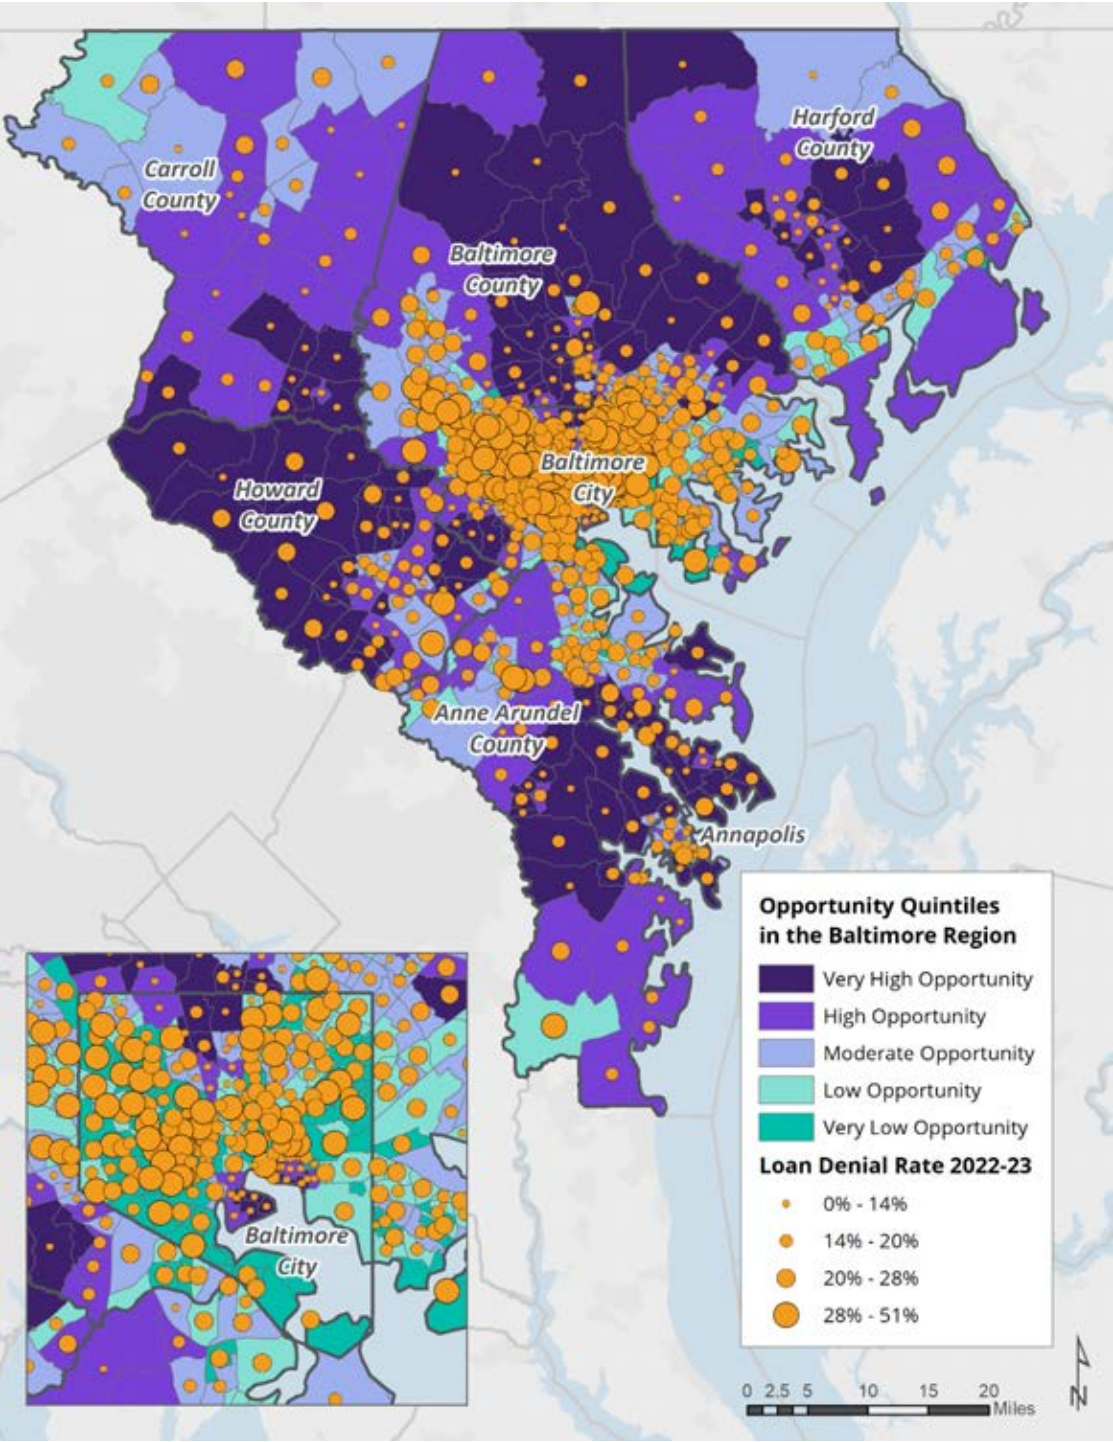 Harford
County
Carroll
County
Baltimore
County
Baltimore
City
Howard
County
Anne Arundel
County
Annapolis
Opportunity Quintiles
in the Baltimore Region
Very High Opportunity
High Opportunity
Moderate Opportunity
Low Opportunity
Very Low Opportunity
Loan Denial Rate 2022-23
0% - 14%
14% - 20%
20% - 28%
28% - 51%
Baltimore
City
0 2.5 5 10 15 20
Miles
N